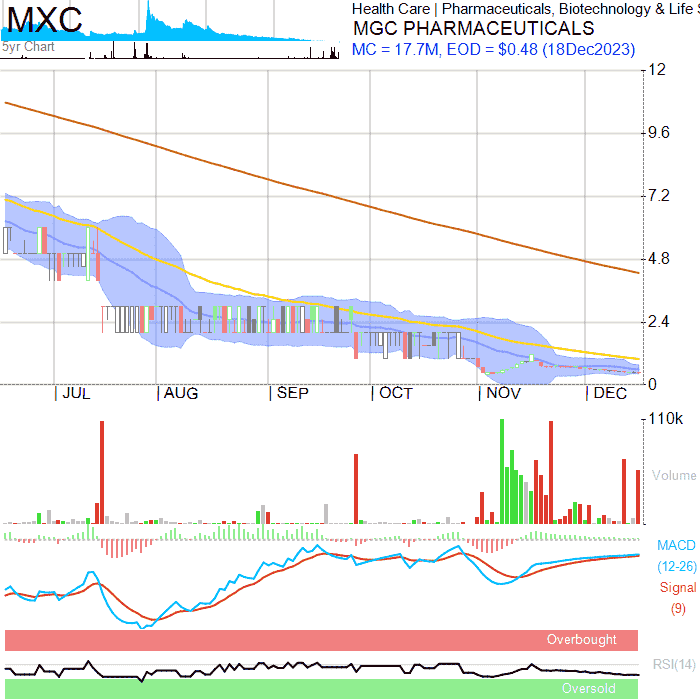 MXC
Health Care | Pharmaceuticals, Biotechnology & Life
MGC PHARMACEUTICALS
MC = 17.7M, EOD = $0.48 (18Dec2023)
5yr Chart
12
9.6
7.2
4.8
2.4
0
JUL
AUG
SEP
OCT
NOV
DEC
110k
Volume
MACD
(12-26)
Signal
(9)
Overbought
RSI(14)
Oversold